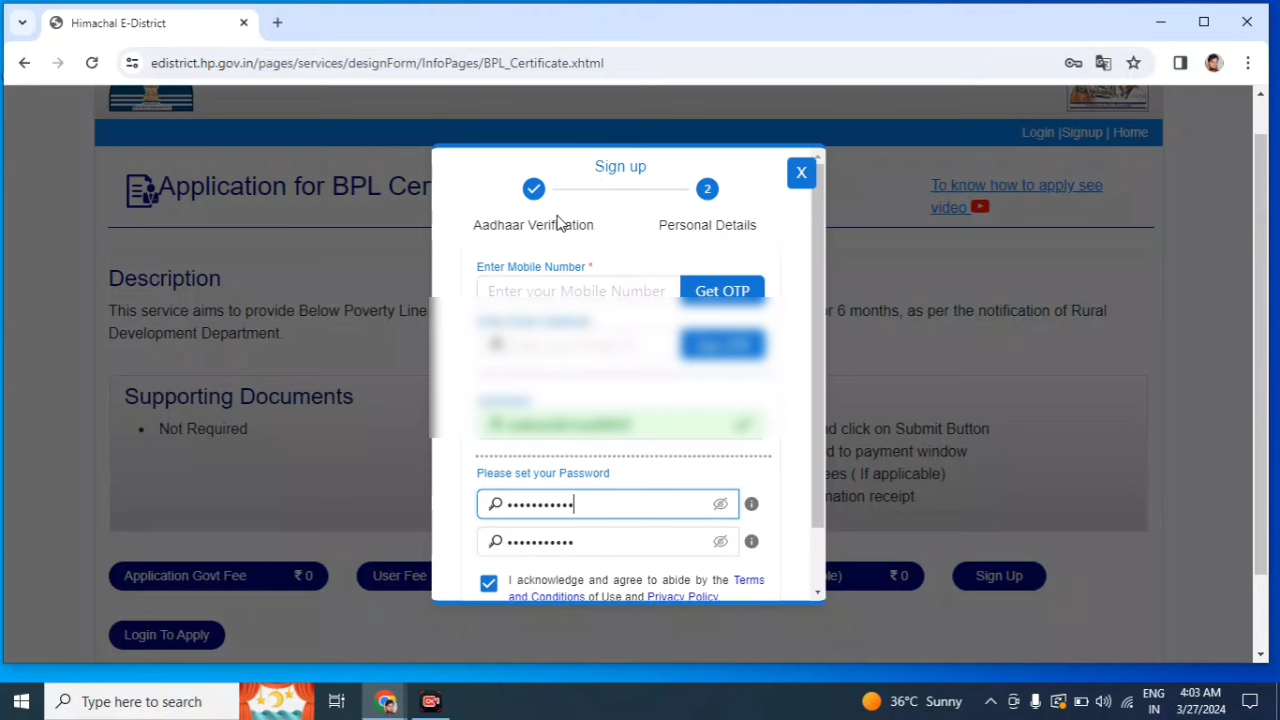 Himachal E-District
edistrict.hp.gov.in/pages/services/designForm/InfoPages/BPL_Certificate.xhtml
Login |Signup | Home
Application for BPL Cer
To know how to apply see
video
Description
This service aims to provide Below Poverty Line
r 6 months, as per the notification of Rural
Development Department.
Supporting Documents
Not Required
nd click on Submit Button
d to payment window
ees ( If applicable)
nation receipt
Application Govt Fee ₹ 0
User Fee
le) ₹ 0
Sign Up
Login To Apply
Sign up
X
2
Aadhaar Verification
Personal Details
Enter Mobile Number *
Enter your Mobile Number
Get OTP
Please set your Password
I acknowledge and agree to abide by the Terms
and Conditions of Use and Privacy Policy.
Type here to search
36°C Sunny
ENG
IN
4:03 AM
3/27/2024